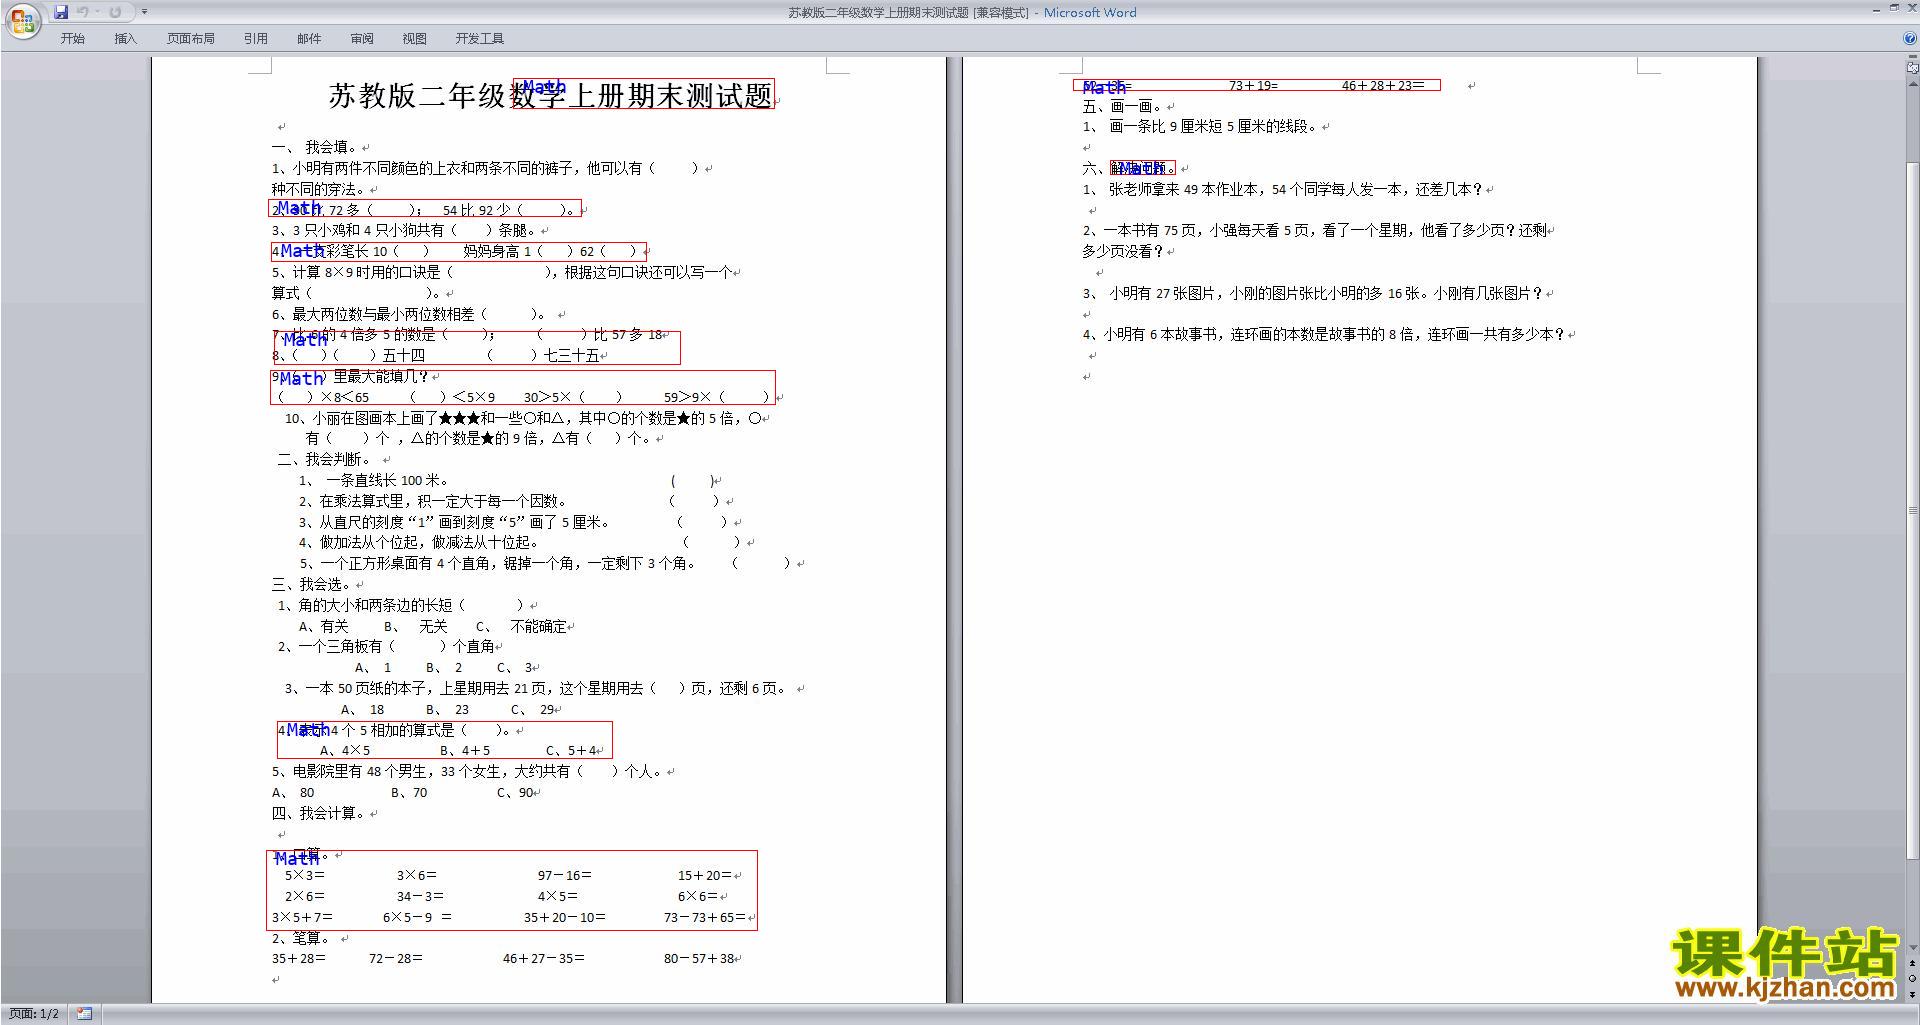 苏教版二年级数学上册期末测试题 [兼容模式] - Microsoft Word
开始 插入 页面布局 引用 邮件 审阅 视图 开发工具
苏教版二年级数学上册期末测试题
Math
一、 我会填。
1、小明有两件不同颜色的上衣和两条不同的裤子，他可以有（ ）
种不同的穿法。
Math
72 多（ ）； 54 比 92 少（ ）。
3、3 只小鸡和 4 只小狗共有（ ）条腿。
Math
彩笔长 10（ ） 妈妈身高 1（ ）62（ ）
5、计算 8×9 时用的口诀是（ ），根据这句口诀还可以写一个
算式（ ）。
6、最大两位数与最小两位数相差（ ）。
Math
7、比 6 的 4 倍多 5 的数是（ ）； （ ）比 57 多 18
8、（ ）（ ）五十四 （ ）七三十五
Math
9、（ ）里最大能填几？
（ ）×8＜65 （ ）＜5×9 30＞5×（ ） 59＞9×（ ）
10、小丽在图画本上画了★★★和一些○和△，其中○的个数是★的 5 倍，○
有（ ）个 ，△的个数是★的 9 倍，△有（ ）个。
二、我会判断。
1、 一条直线长 100 米。 ( )
2、在乘法算式里，积一定大于每一个因数。 （ ）
3、从直尺的刻度“1”画到刻度“5”画了 5 厘米。 （ ）
4、做加法从个位起，做减法从十位起。 （ ）
5、一个正方形桌面有 4 个直角，锯掉一个角，一定剩下 3 个角。 （ ）
三、我会选。
1、角的大小和两条边的长短（ ）
A、有关 B、 无关 C、 不能确定
2、一个三角板有（ ）个直角
A、 1 B、 2 C、 3
3、一本 50 页纸的本子，上星期用去 21 页，这个星期用去（ ）页，还剩 6 页。
A、 18 B、 23 C、 29
Math
4、表示 4 个 5 相加的算式是（ ）。
A、4×5 B、4＋5 C、5＋4
5、电影院里有 48 个男生，33 个女生，大约共有（ ）个人。
A、 80 B、70 C、90
四、我会计算。
Math
1、口算。
5×3＝ 3×6＝ 97－16＝ 15＋20＝
2×6＝ 34－3＝ 4×5＝ 6×6＝
3×5＋7＝ 6×5－9 ＝ 35＋20－10＝ 73－73＋65＝
2、笔算。
35＋28＝ 72－28＝ 46＋27－35＝ 80－57＋38
Math
73＋19= 46＋28＋23＝
五、画一画。
1、 画一条比 9 厘米短 5 厘米的线段。
六、解决问题。
Math
1、 张老师拿来 49 本作业本，54 个同学每人发一本，还差几本？
2、一本书有 75 页，小强每天看 5 页，看了一个星期，他看了多少页？还剩
多少页没看？
3、 小明有 27 张图片，小刚的图片张比小明的多 16 张。小刚有几张图片？
4、小明有 6 本故事书，连环画的本数是故事书的 8 倍，连环画一共有多少本？
课件站
www.kjzhan.com
页面: 1/2